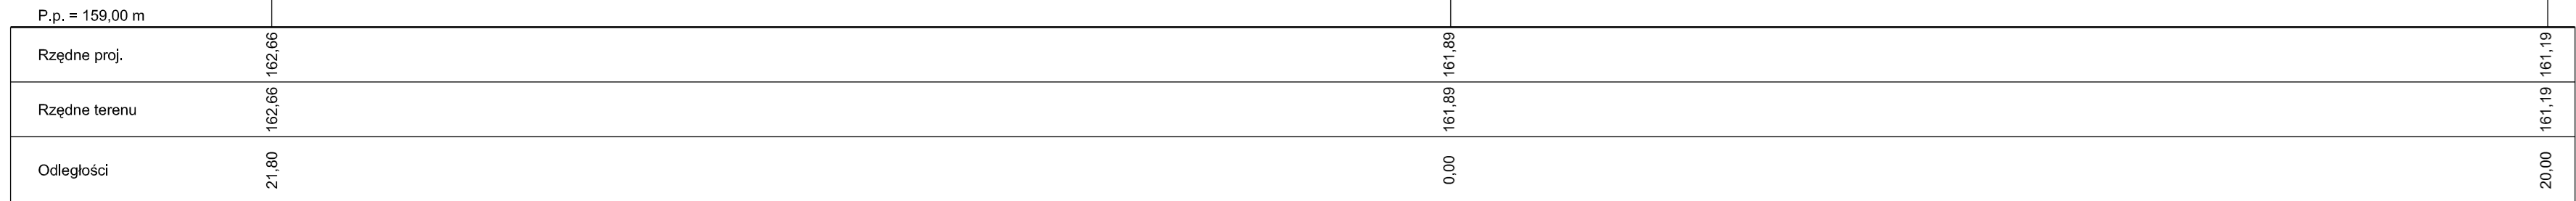 P.p. = 159,00 m
Rzędne proj. 162,66 161,89 161,19
Rzędne terenu 162,66 161,89 161,19
Odległości 21,80 0,00 20,00